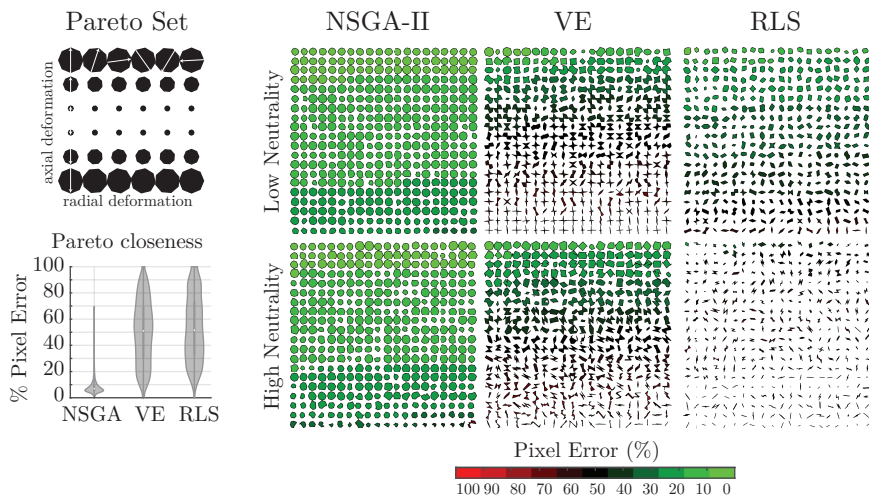 Pareto Set
NSGA-II
VE
RLS
axial deformation
radial deformation
Low Neutrality
High Neutrality
Pareto closeness
% Pixel Error
100
80
60
40
20
0
NSGA VE RLS
Pixel Error (%)
100 90 80 70 60 50 40 30 20 10 0